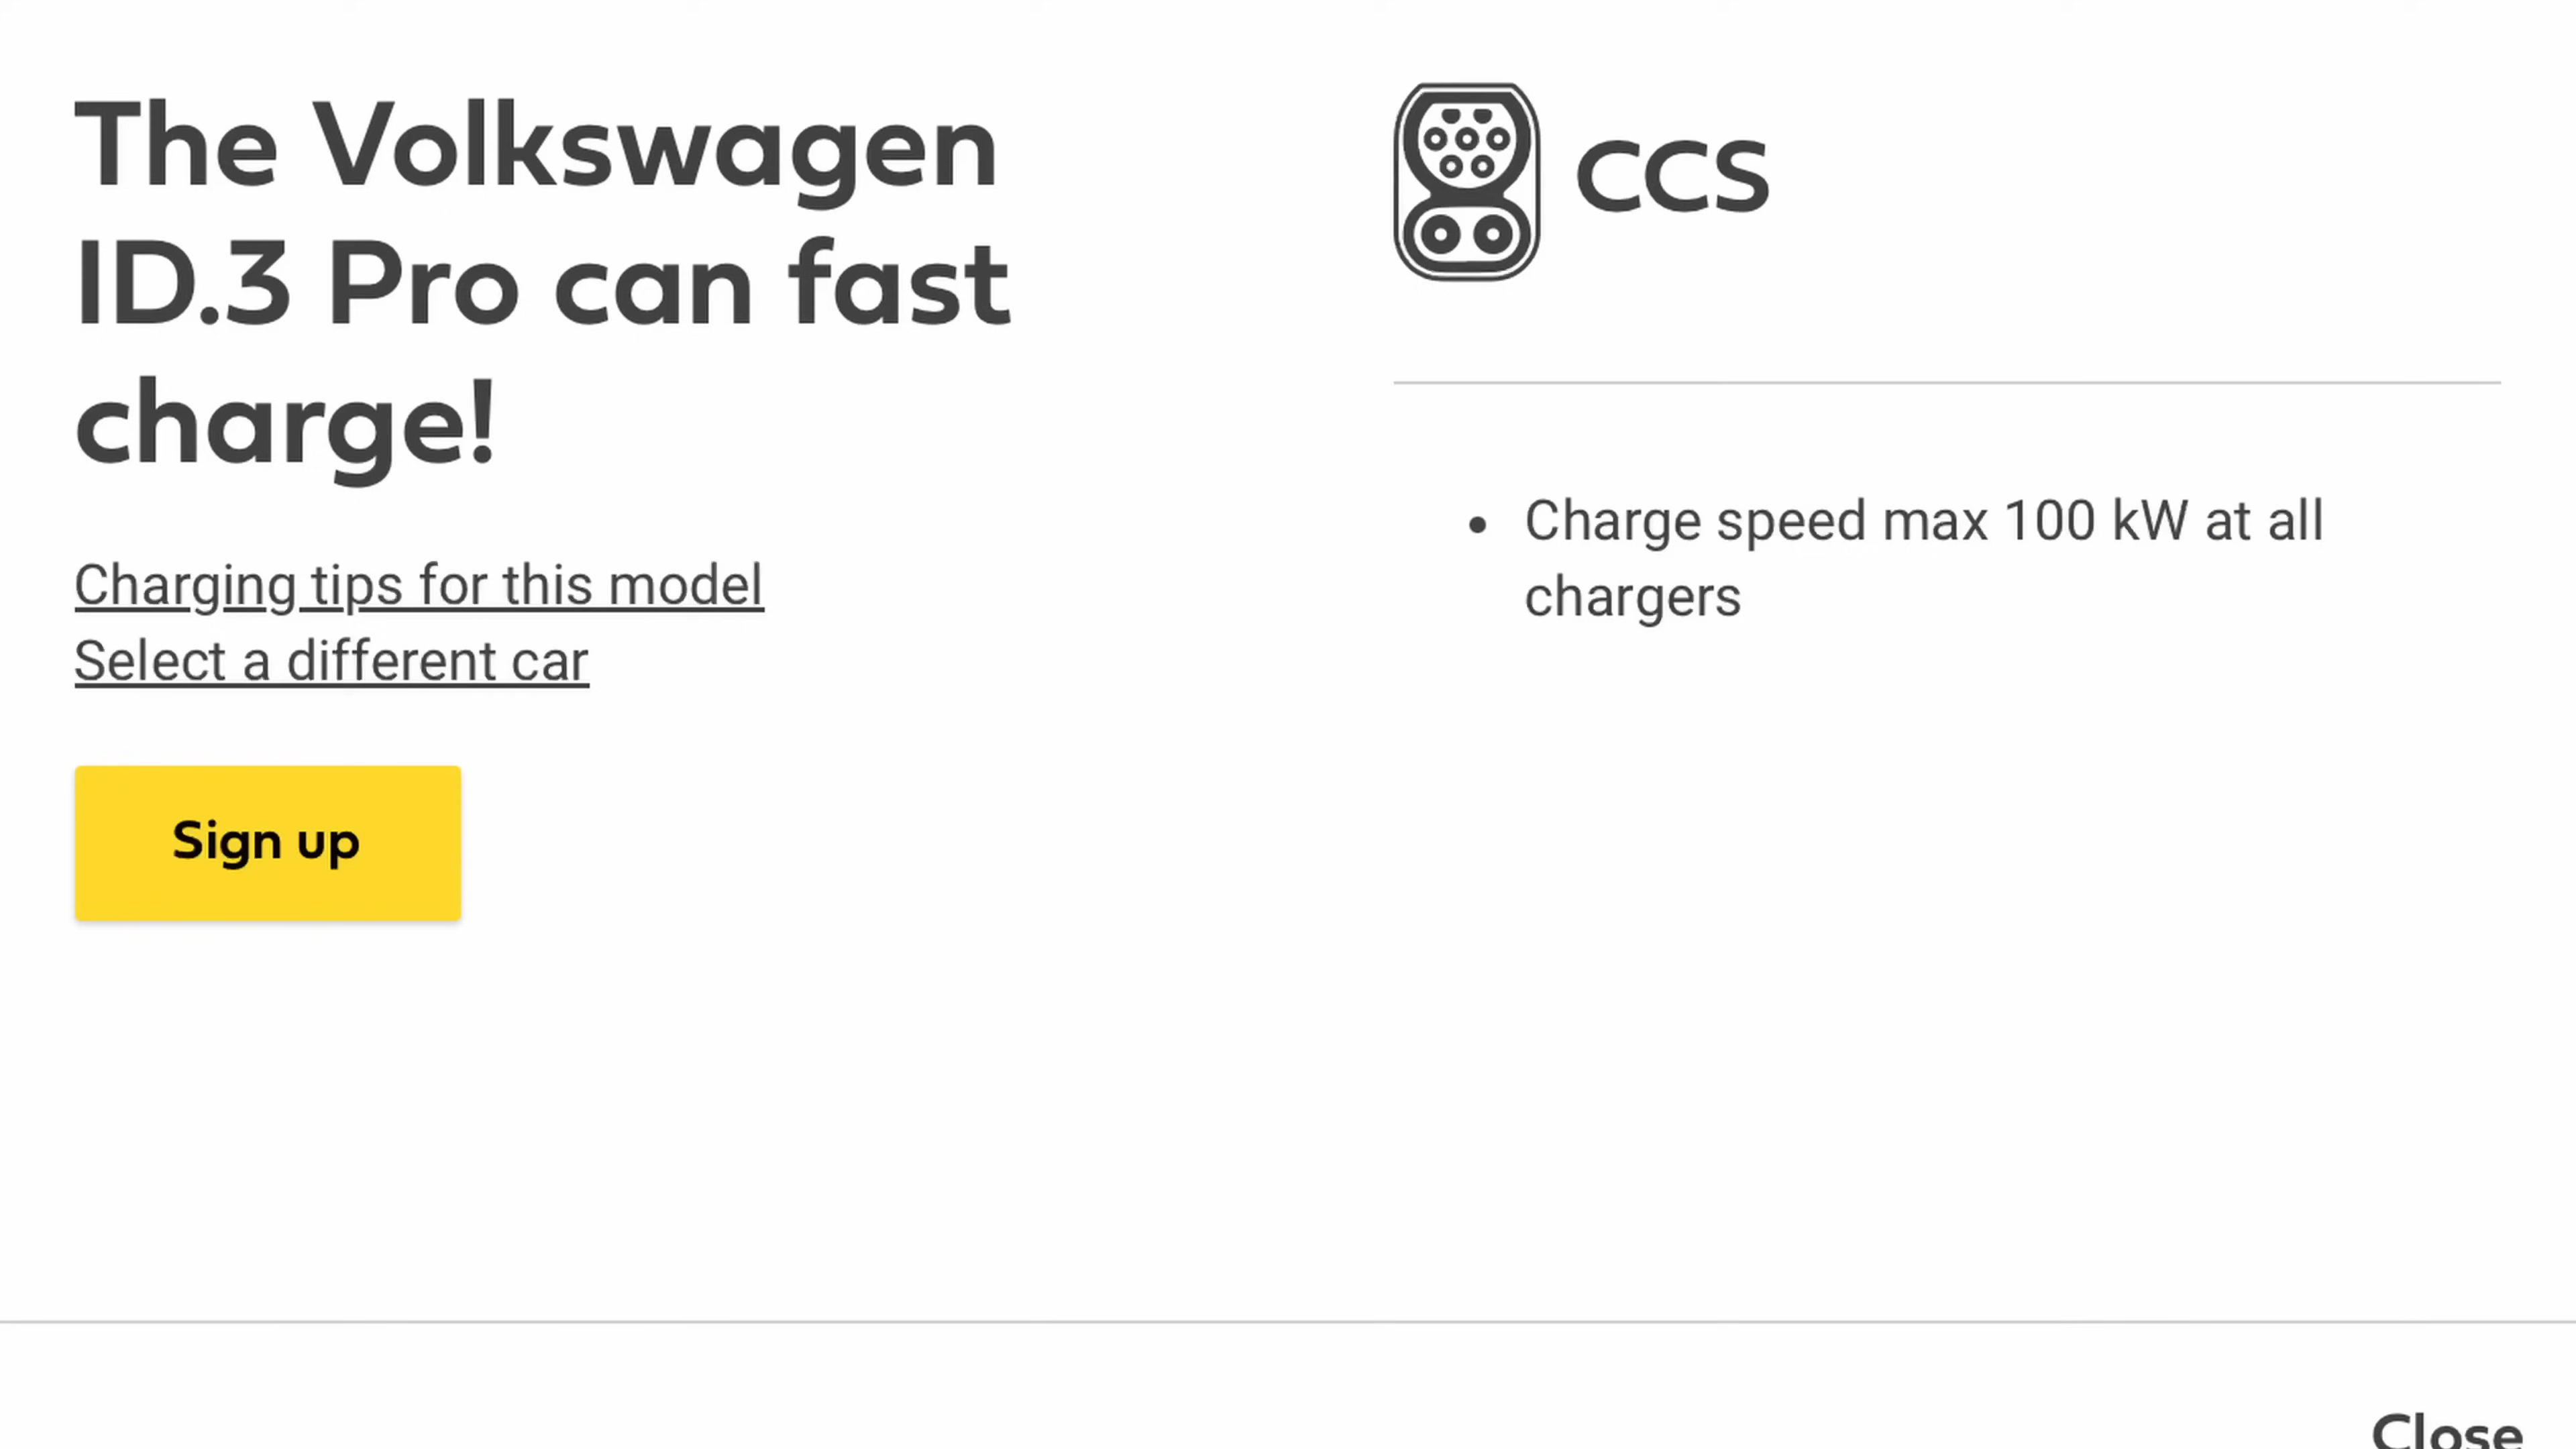 The Volkswagen
ID.3 Pro can fast
charge!
Charging tips for this model
Select a different car
Sign up
CCS
• Charge speed max 100 kW at all
chargers
Close